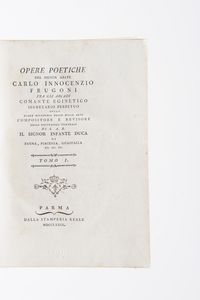 OPERE POETICHE
DEL SIGNOR ABATE
CARLO INNOCENZIO
FRUGONI
FRA GLI ARCADI
COMANTE EGINETICO
SEGRETARIO PERPETUO
DELLA
REALE ACCADEMIA DELLE BELLE ARTI
COMPOSITORE E REVISORE
DEGLI SPETTACOLI TEATRALI
DI S. A. R.
IL SIGNOR INFANTE DUCA
DI
PARMA, PIACENZA, GUASTALLA
EC. EC. EC.
TOMO I.
PARMA
DALLA STAMPERIA REALE